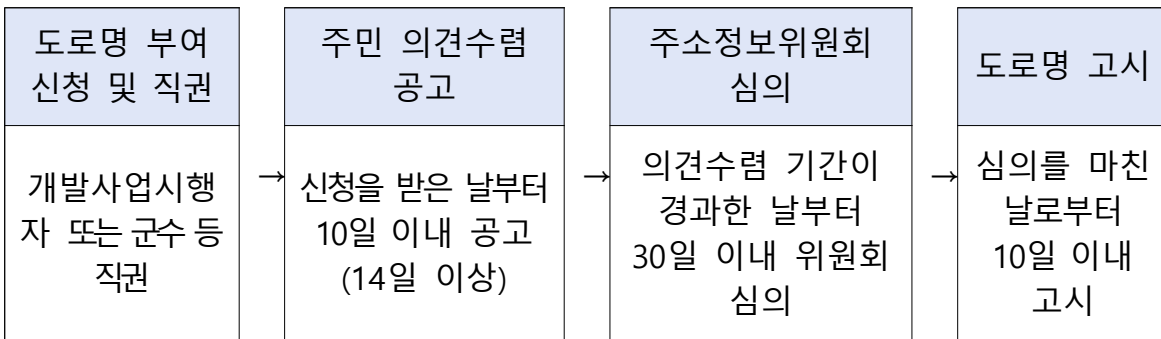 도로명 부여
신청 및 직권
개발사업시행
자 또는 군수 등
직권
→
주민 의견수렴
공고
신청을 받은 날부터
10일 이내 공고
(14일 이상)
→
주소정보위원회
심의
의견수렴 기간이
경과한 날부터
30일 이내 위원회
심의
→
도로명 고시
심의를 마친
날로부터
10일 이내
고시